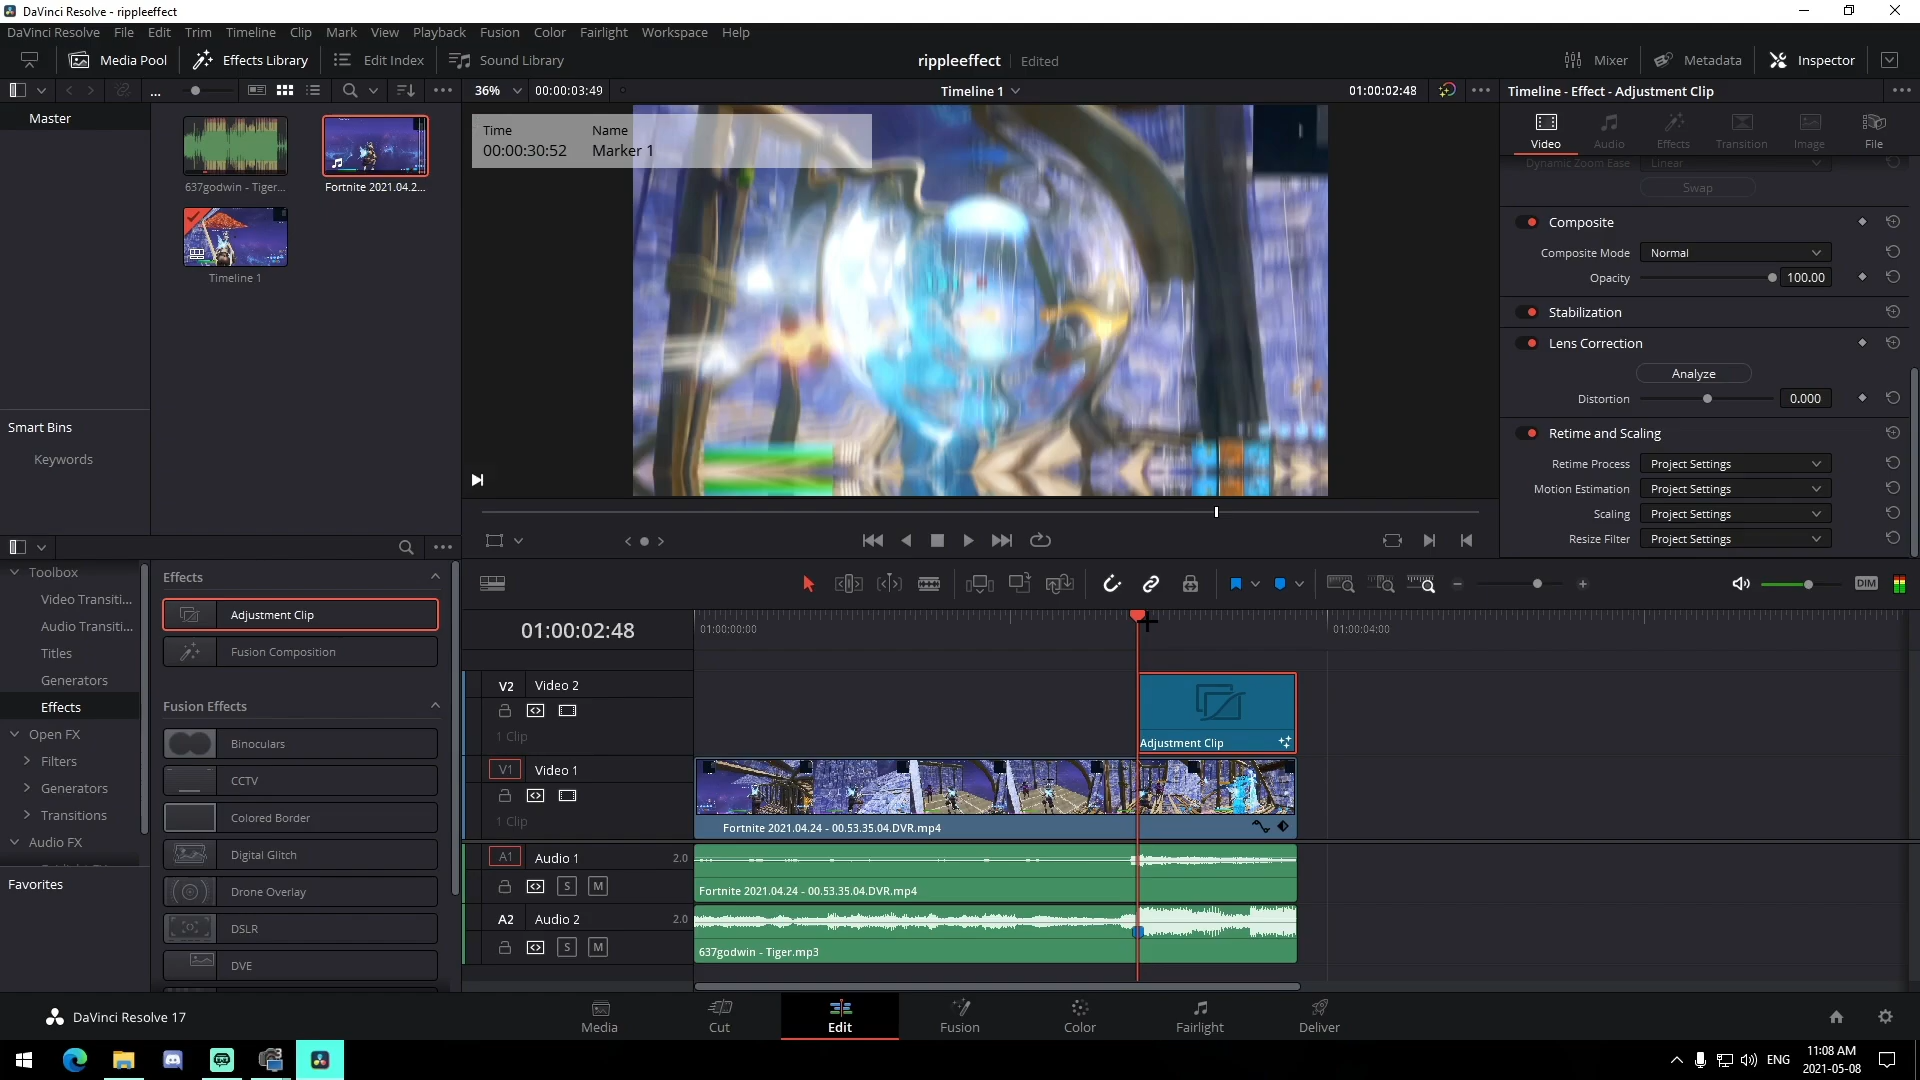 DaVinci Resolve - rippleeffect
DaVinci Resolve File Edit Trim Timeline Clip Mark View Playback Fusion Color Fairlight Workspace Help
Media Pool Effects Library Edit Index Sound Library rippleeffect Edited Mixer Metadata Inspector
36% 00:00:03:49 Timeline 1 01:00:02:48 Timeline - Effect - Adjustment Clip
Master
637godwin - Tiger...
Fortnite 2021.04.2...
Timeline 1
Smart Bins
Keywords
Time Name
00:00:30:52 Marker 1
Video Audio Effects Transition Image File
Dynamic Zoom Ease Linear
Swap
Composite
Composite Mode Normal
Opacity 100.00
Stabilization
Lens Correction
Analyze
Distortion 0.000
Retime and Scaling
Retime Process Project Settings
Motion Estimation Project Settings
Scaling Project Settings
Resize Filter Project Settings
Toolbox
Video Transiti...
Audio Transiti...
Titles
Generators
Effects
Open FX
Filters
Generators
Transitions
Audio FX
Favorites
Effects
Adjustment Clip
Fusion Composition
Fusion Effects
Binoculars
CCTV
Colored Border
Digital Glitch
Drone Overlay
DSLR
DVE
DIM
01:00:02:48
01:00:00:00
01:00:04:00
V2 Video 2
1 Clip
Adjustment Clip
V1 Video 1
1 Clip
Fortnite 2021.04.24 - 00.53.35.04.DVR.mp4
A1 Audio 1 2.0
S M
Fortnite 2021.04.24 - 00.53.35.04.DVR.mp4
A2 Audio 2 2.0
S M
637godwin - Tiger.mp3
DaVinci Resolve 17
Media Cut Edit Fusion Color Fairlight Deliver
ENG
11:08 AM
2021-05-08